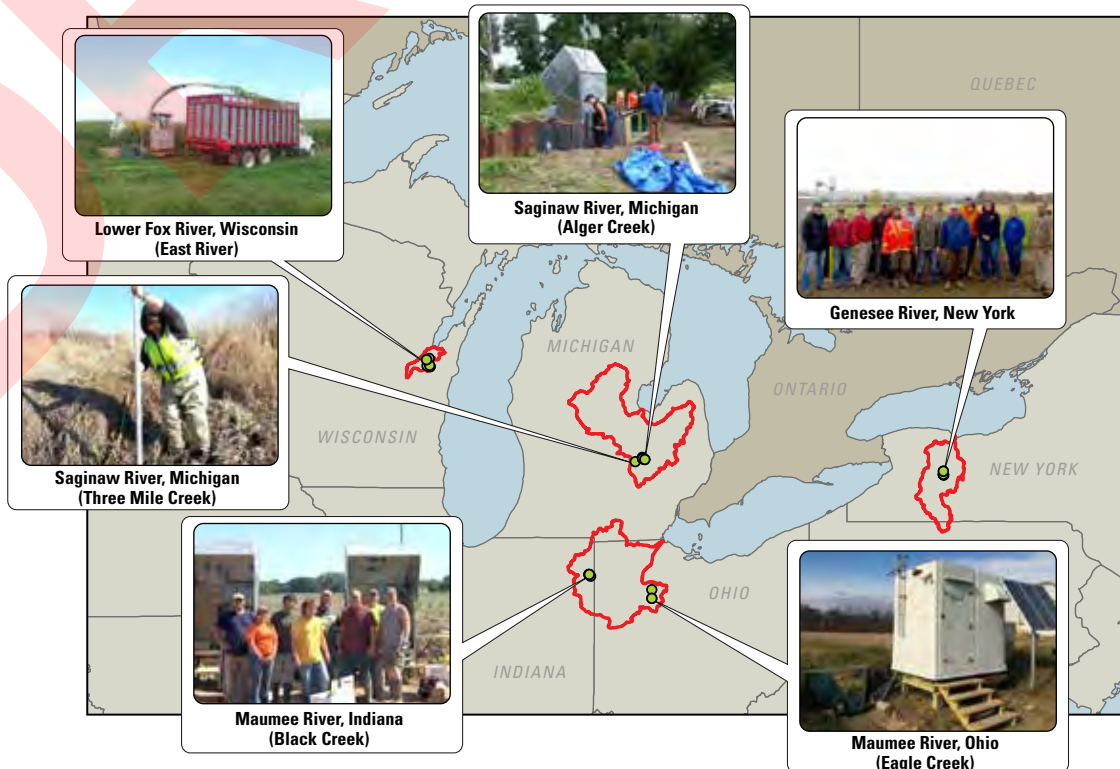 QUEBEC
Saginaw River, Michigan
(Alger Creek)
Lower Fox River, Wisconsin
(East River)
Genesee River, New York
MICHIGAN
ONTARIO
WISCONSIN
NEW YORK
Saginaw River, Michigan
(Three Mile Creek)
OHIO
INDIANA
Maumee River, Indiana
(Black Creek)
Maumee River, Ohio
(Eagle Creek)